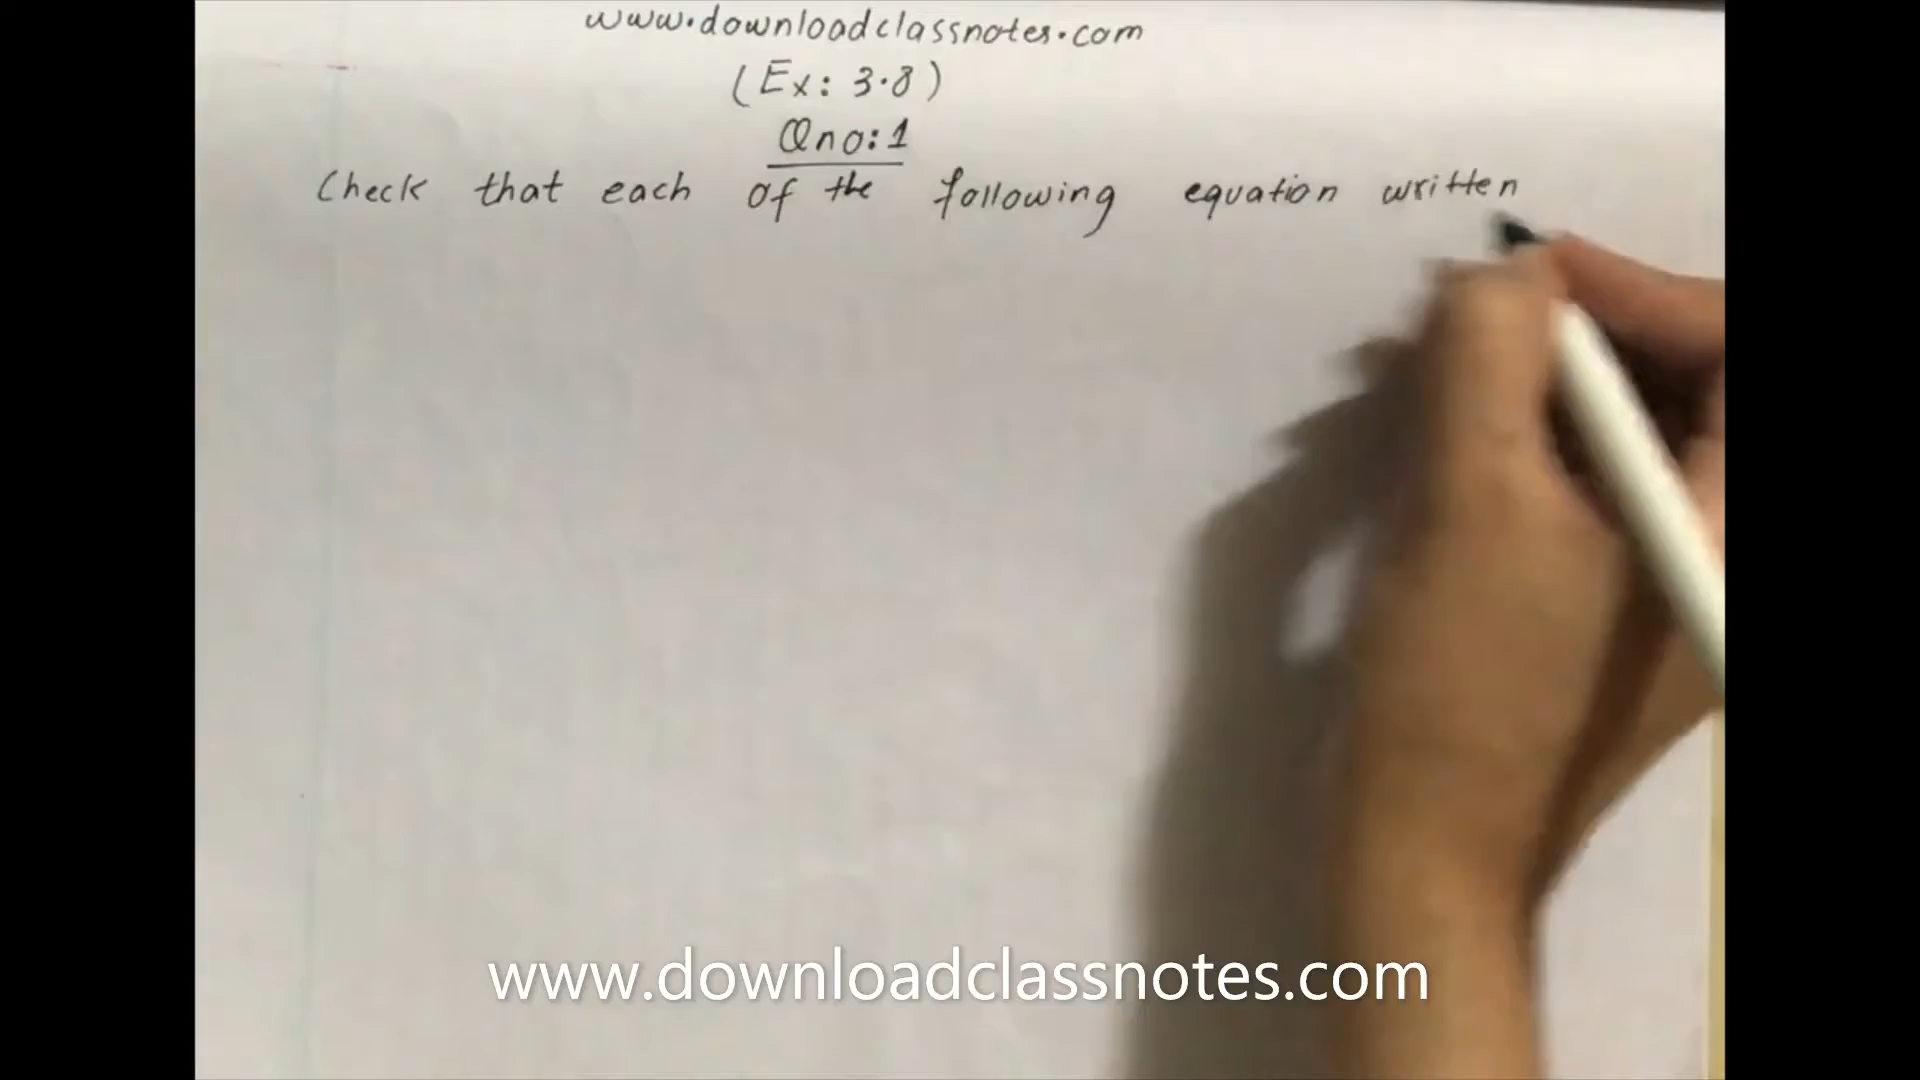 www.downloadclassnotes.com
(Ex: 3.8)
Qno:1
Check that each of the following equation written
www.downloadclassnotes.com